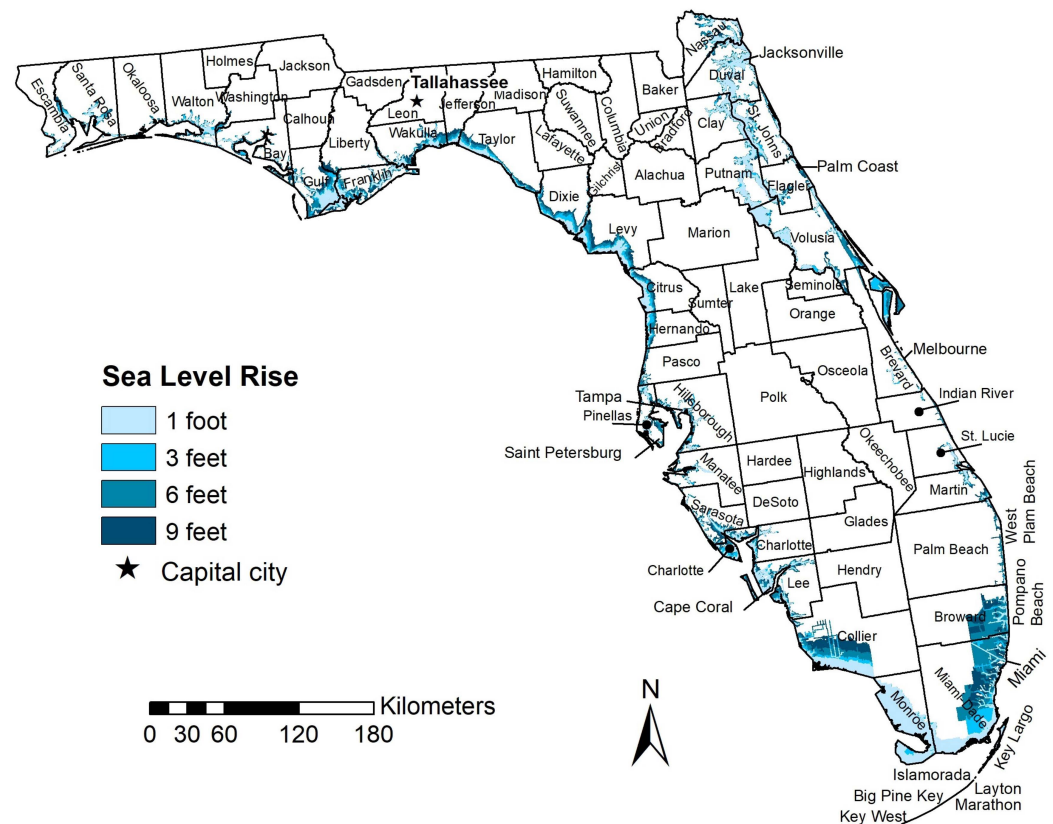 Nassau
Jacksonville
Duval
Holmes
Jackson
Gadsden
Tallahassee
Hamilton
Madison
Baker
Escambia
Santa Rosa
Okaloosa
Walton
Washington
Leon
Jefferson
Suwannee
Columbia
Union
Bradford
Clay
St. Johns
Calhoun
Liberty
Wakulla
Taylor
Lafayette
Bay
Gulf
Franklin
Dixie
Gilchrist
Alachua
Putnam
Flagler
Palm Coast
Levy
Marion
Volusia
Citrus
Sumter
Lake
Seminole
Orange
Hernando
Pasco
Brevard
Melbourne
Osceola
Polk
Indian River
Tampa
Pinellas
Hillsborough
Saint Petersburg
St. Lucie
Okeechobee
Hardee
Highlands
Manatee
Martin
DeSoto
Sarasota
Glades
West
Plam Beach
Charlotte
Charlotte
Palm Beach
Hendry
Lee
Cape Coral
Pompano
Beach
Broward
Collier
Miami
Miami-Dade
Monroe
Key Largo
Islamorada
Big Pine Key
Layton
Marathon
Key West
Sea Level Rise
1 foot
3 feet
6 feet
9 feet
Capital city
Kilometers
0 30 60 120 180
N